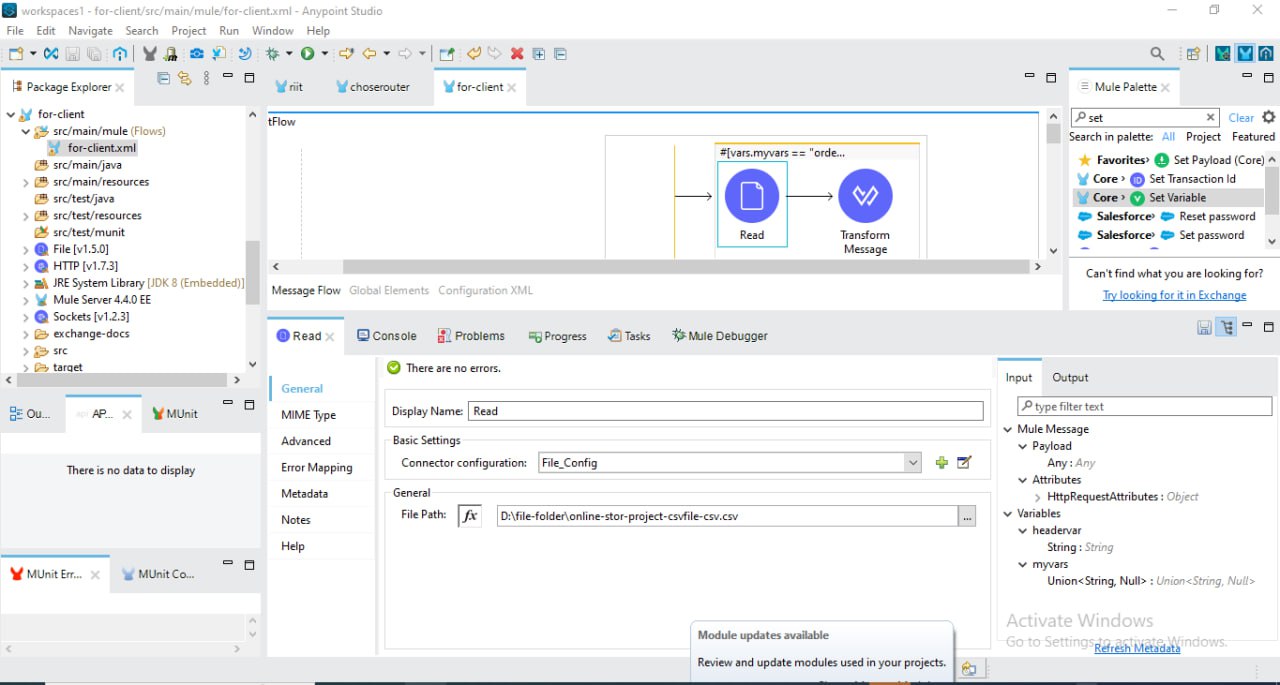 workspaces1 - for-client/src/main/mule/for-client.xml - Anypoint Studio
File Edit Navigate Search Project Run Window Help
Package Explorer
for-client
src/main/mule (Flows)
for-client.xml
src/main/java
src/main/resources
src/test/java
src/test/resources
src/test/munit
File [v1.5.0]
HTTP [v1.7.3]
JRE System Library [JDK 8 (Embedded)]
Mule Server 4.4.0 EE
Sockets [v1.2.3]
exchange-docs
src
target
Ou... AP... MUnit
There is no data to display
MUnit Err... MUnit Co...
riit choserouter for-client
tFlow
#[vars.myvars == "orde...
Read
Transform
Message
Message Flow Global Elements Configuration XML
Mule Palette
set
Clear
Search in palette: All Project Featured
Favorites› Set Payload (Core)
Core › Set Transaction Id
Core › Set Variable
Salesforce› Reset password
Salesforce› Set password
Can't find what you are looking for?
Try looking for it in Exchange
Read Console Problems Progress Tasks Mule Debugger
General
MIME Type
Advanced
Error Mapping
Metadata
Notes
Help
There are no errors.
Display Name: Read
Basic Settings
Connector configuration: File_Config
General
File Path: fx D:\file-folder\online-stor-project-csvfile-csv.csv ...
Input Output
type filter text
Mule Message
Payload
Any : Any
Attributes
HttpRequestAttributes : Object
Variables
headervar
String : String
myvars
Union<String, Null> : Union<String, Null>
Activate Windows
Go to Settings to activate Windows.
Refresh Metadata
Module updates available
Review and update modules used in your projects.